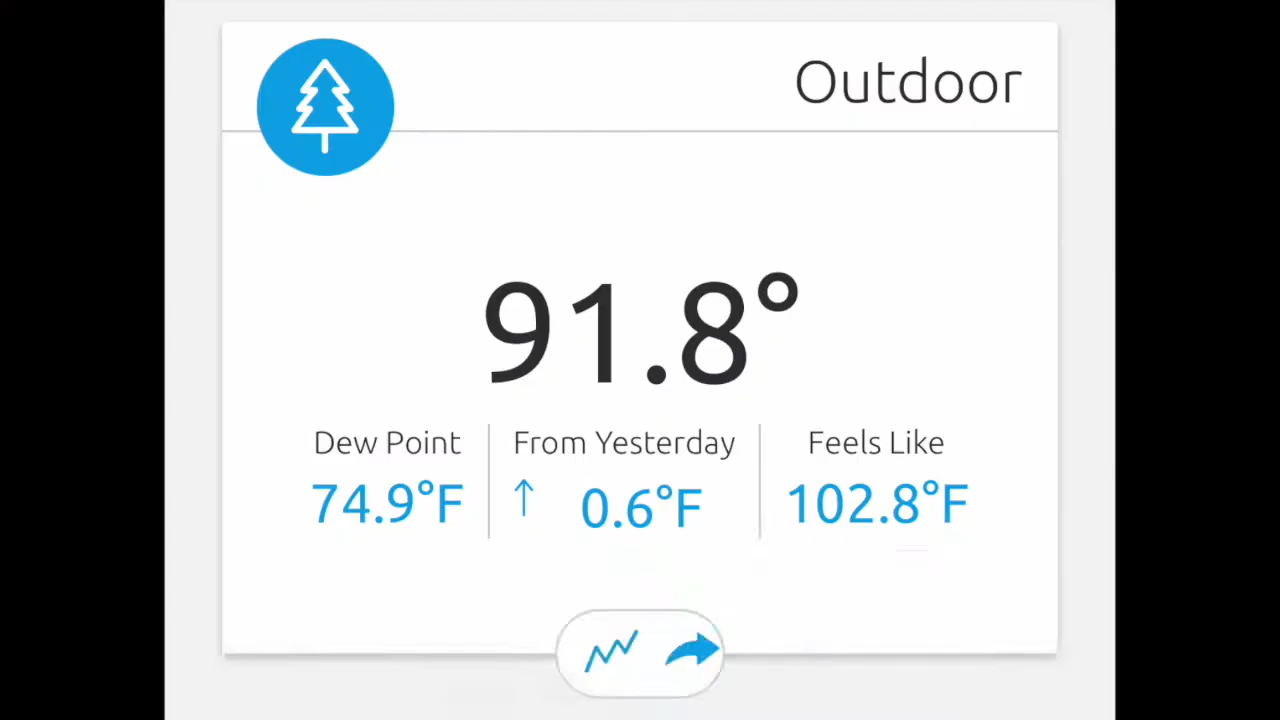 Outdoor
91.8°
Dew Point From Yesterday Feels Like
74.9°F ↑ 0.6°F 102.8°F